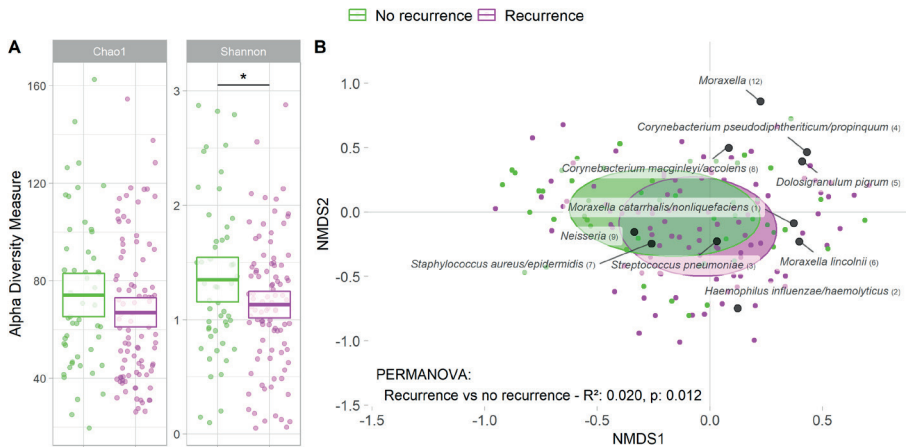 No recurrence Recurrence
A
B
Chao1
Shannon
Alpha Diversity Measure
160
120
80
40
*
3
2
1
0
NMDS2
1.0
0.5
0.0
-0.5
-1.0
-1.5
Moraxella (12)
Corynebacterium pseudodiphtheriticum/propinquum (4)
Corynebacterium macginleyi/accolens (8)
Dolosigranulum pigrum (5)
Moraxella catarrhalis/nonliquefaciens (1)
Neisseria (9)
Staphylococcus aureus/epidermidis (7)
Streptococcus pneumoniae (3)
Moraxella lincolnii (6)
Haemophilus influenzae/haemolyticus (2)
PERMANOVA:
Recurrence vs no recurrence - R²: 0.020, p: 0.012
-1.5 -1.0 -0.5 0.0 0.5
NMDS1